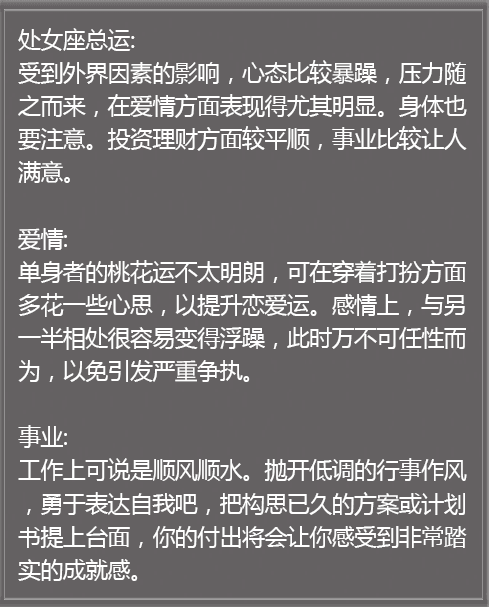 处女座总运:
受到外界因素的影响，心态比较暴躁，压力随
之而来，在爱情方面表现得尤其明显。身体也
要注意。投资理财方面较平顺，事业比较让人
满意。
爱情:
单身者的桃花运不太明朗，可在穿着打扮方面
多花一些心思，以提升恋爱运。感情上，与另
一半相处很容易变得浮躁，此时万不可任性而
为，以免引发严重争执。
事业:
工作上可说是顺风顺水。抛开低调的行事作风
，勇于表达自我吧，把构思已久的方案或计划
书提上台面，你的付出将会让你感受到非常踏
实的成就感。